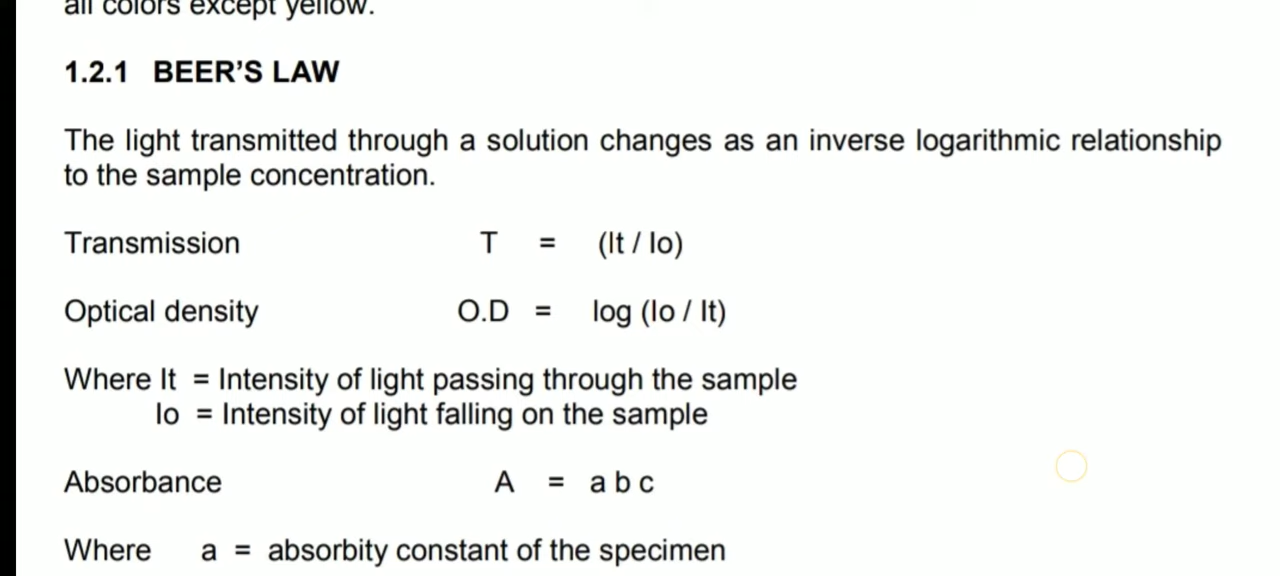 all colors except yellow.
1.2.1 BEER'S LAW
The light transmitted through a solution changes as an inverse logarithmic relationship
to the sample concentration.
Transmission T = (It / Io)
Optical density O.D = log (Io / It)
Where It = Intensity of light passing through the sample
Io = Intensity of light falling on the sample
Absorbance A = a b c
Where a = absorbity constant of the specimen